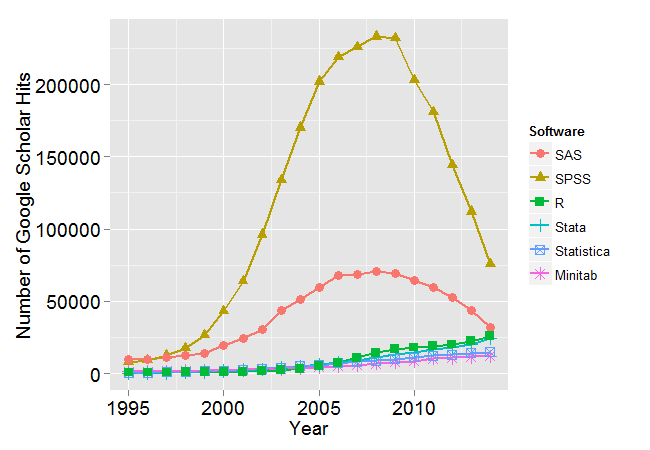 Number of Google Scholar Hits
200000
150000
100000
50000
0
1995
2000
2005
2010
Year
Software
SAS
SPSS
R
Stata
Statistica
Minitab